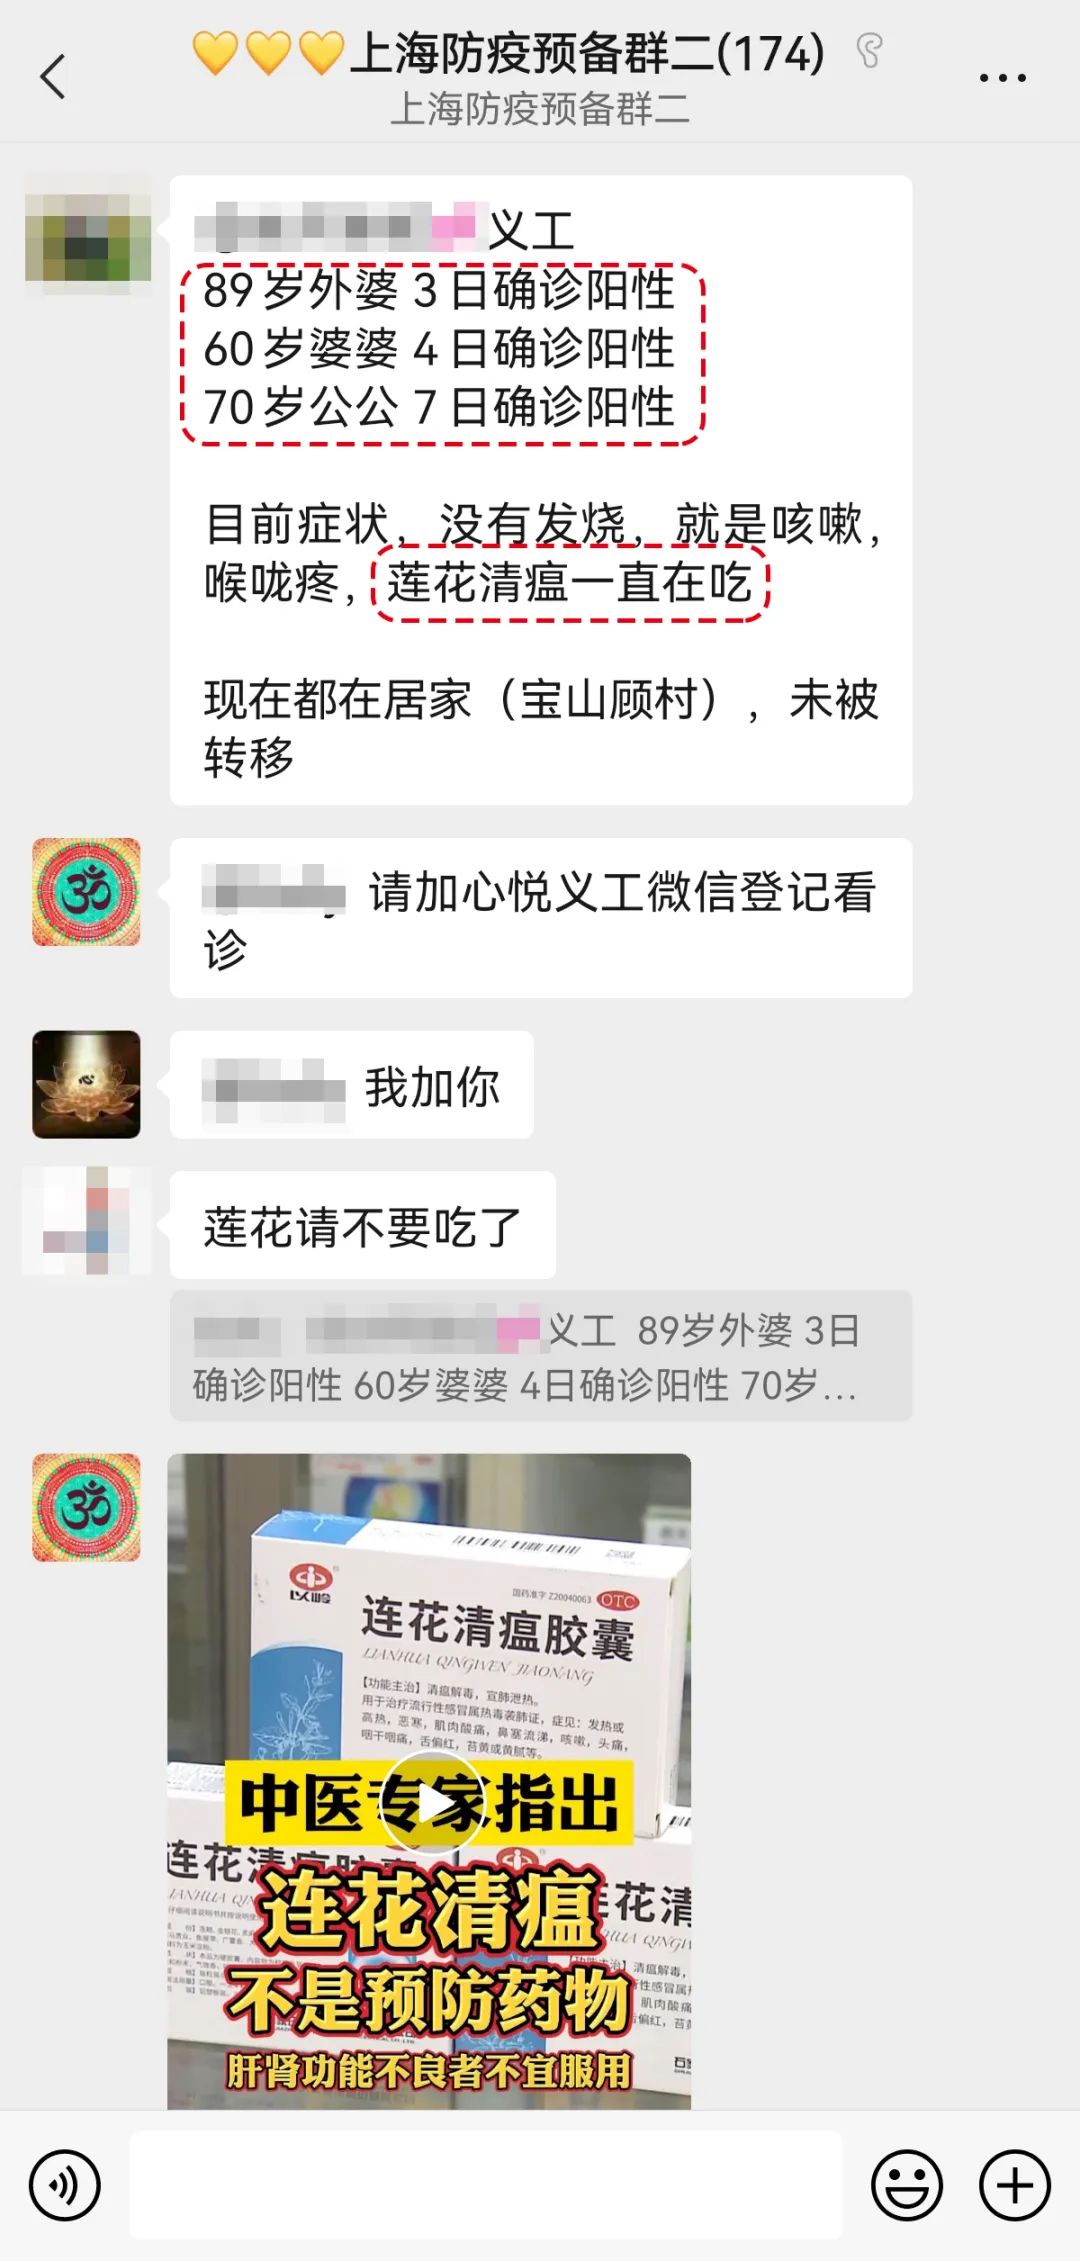 💛💛💛上海防疫预备群二(174)
上海防疫预备群二
义工
89岁外婆 3日确诊阳性
60岁婆婆 4日确诊阳性
70岁公公 7日确诊阳性
目前症状，没有发烧，就是咳嗽，
喉咙疼，莲花清瘟一直在吃
现在都在居家（宝山顾村），未被
转移
请加心悦义工微信登记看
诊
心
我加你
莲花请不要吃了
义工 89岁外婆 3日
确诊阳性 60岁婆婆 4日确诊阳性 70岁...
以岭
国药准字 Z20040063 OTC
连花清瘟胶囊
LIANHUA QINGWEN JIAONANG
【功能主治】清瘟解毒，宣肺泄热。
用于治疗流行性感冒属热毒袭肺证，症见：发热或
高热，恶寒，肌肉酸痛，鼻塞流涕，咳嗽，头痛，
咽干咽痛，舌偏红，苔黄或黄腻等。
中医专家指出
连花清瘟
不是预防药物
肝肾功能不良者不宜服用